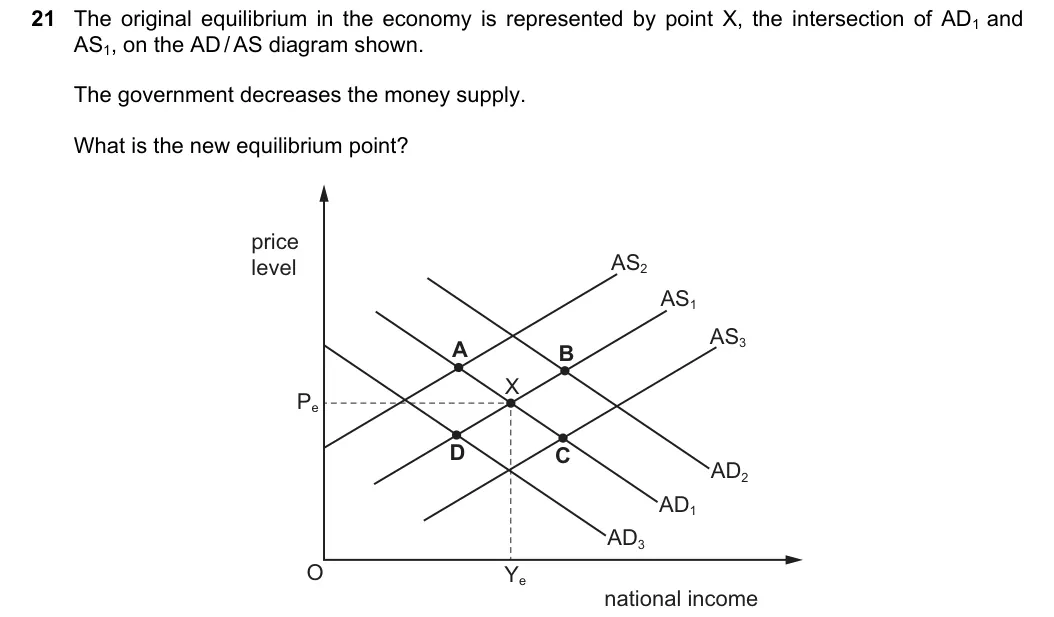 21 The original equilibrium in the economy is represented by point X, the intersection of AD₁ and
AS₁, on the AD/AS diagram shown.
The government decreases the money supply.
What is the new equilibrium point?
price
level
AS₂
AS₁
AS₃
A
B
X
Pₑ
D
C
AD₂
AD₁
AD₃
O
Yₑ
national income